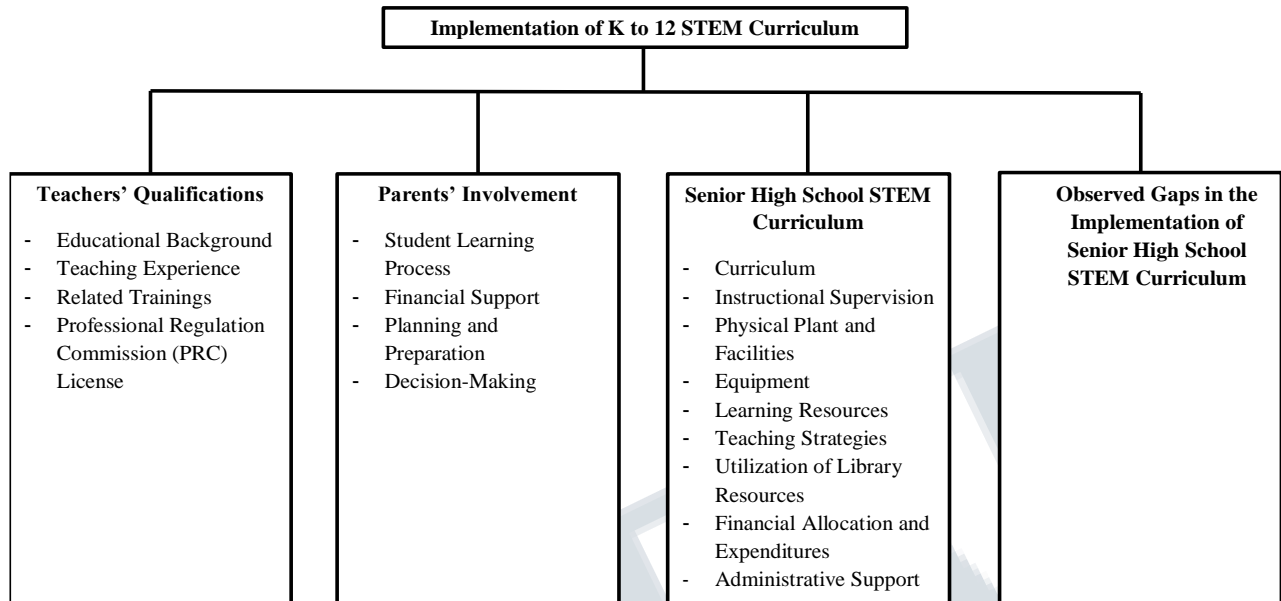 Implementation of K to 12 STEM Curriculum
Teachers’ Qualifications
- Educational Background
- Teaching Experience
- Related Trainings
- Professional Regulation
Commission (PRC)
License
Parents’ Involvement
- Student Learning
Process
- Financial Support
- Planning and
Preparation
- Decision-Making
Senior High School STEM
Curriculum
- Curriculum
- Instructional Supervision
- Physical Plant and
Facilities
- Equipment
- Learning Resources
- Teaching Strategies
- Utilization of Library
Resources
- Financial Allocation and
Expenditures
- Administrative Support
Observed Gaps in the
Implementation of
Senior High School
STEM Curriculum